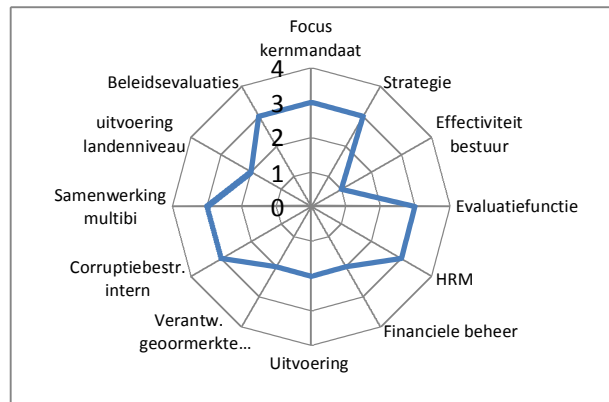 Focus
kernmandaat
Strategie
Effectiviteit
bestuur
Evaluatiefunctie
HRM
Financiele beheer
Uitvoering
Verantw.
geoormerkte...
Corruptiebestr.
intern
Samenwerking
multibi
uitvoering
landenniveau
Beleidsevaluaties
4
3
2
1
0